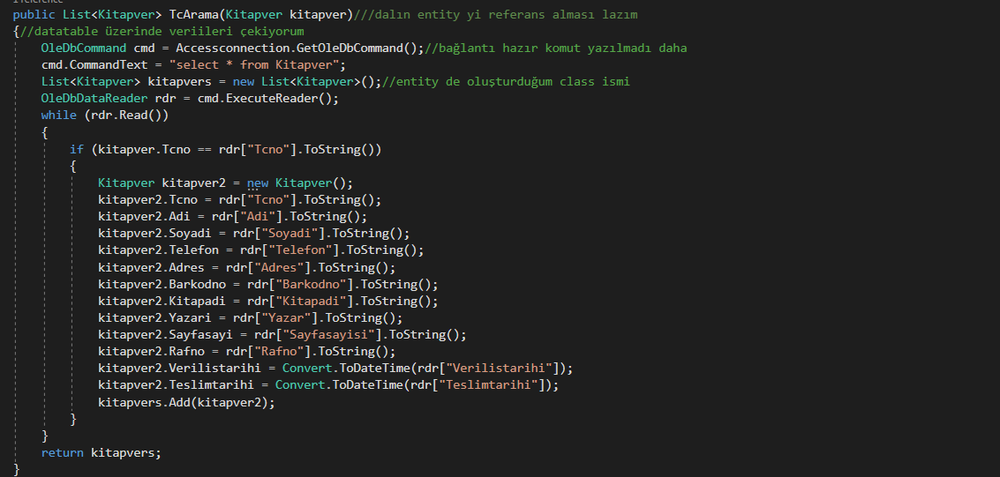 1 reference
public List<Kitapver> TcArama(Kitapver kitapver)///dalın entity yi referans alması lazım
{//datatable üzerinde veriileri çekiyorum
OleDbCommand cmd = Accessconnection.GetOleDbCommand();//bağlantı hazır komut yazılmadı daha
cmd.CommandText = "select * from Kitapver";
List<Kitapver> kitapvers = new List<Kitapver>();//entity de oluşturduğum class ismi
OleDbDataReader rdr = cmd.ExecuteReader();
while (rdr.Read())
{
if (kitapver.Tcno == rdr["Tcno"].ToString())
{
Kitapver kitapver2 = new Kitapver();
kitapver2.Tcno = rdr["Tcno"].ToString();
kitapver2.Adi = rdr["Adi"].ToString();
kitapver2.Soyadi = rdr["Soyadi"].ToString();
kitapver2.Telefon = rdr["Telefon"].ToString();
kitapver2.Adres = rdr["Adres"].ToString();
kitapver2.Barkodno = rdr["Barkodno"].ToString();
kitapver2.Kitapadi = rdr["Kitapadi"].ToString();
kitapver2.Yazari = rdr["Yazar"].ToString();
kitapver2.Sayfasayi = rdr["Sayfasayisi"].ToString();
kitapver2.Rafno = rdr["Rafno"].ToString();
kitapver2.Verilistarihi = Convert.ToDateTime(rdr["Verilistarihi"]);
kitapver2.Teslimtarihi = Convert.ToDateTime(rdr["Teslimtarihi"]);
kitapvers.Add(kitapver2);
}
}
return kitapvers;
}